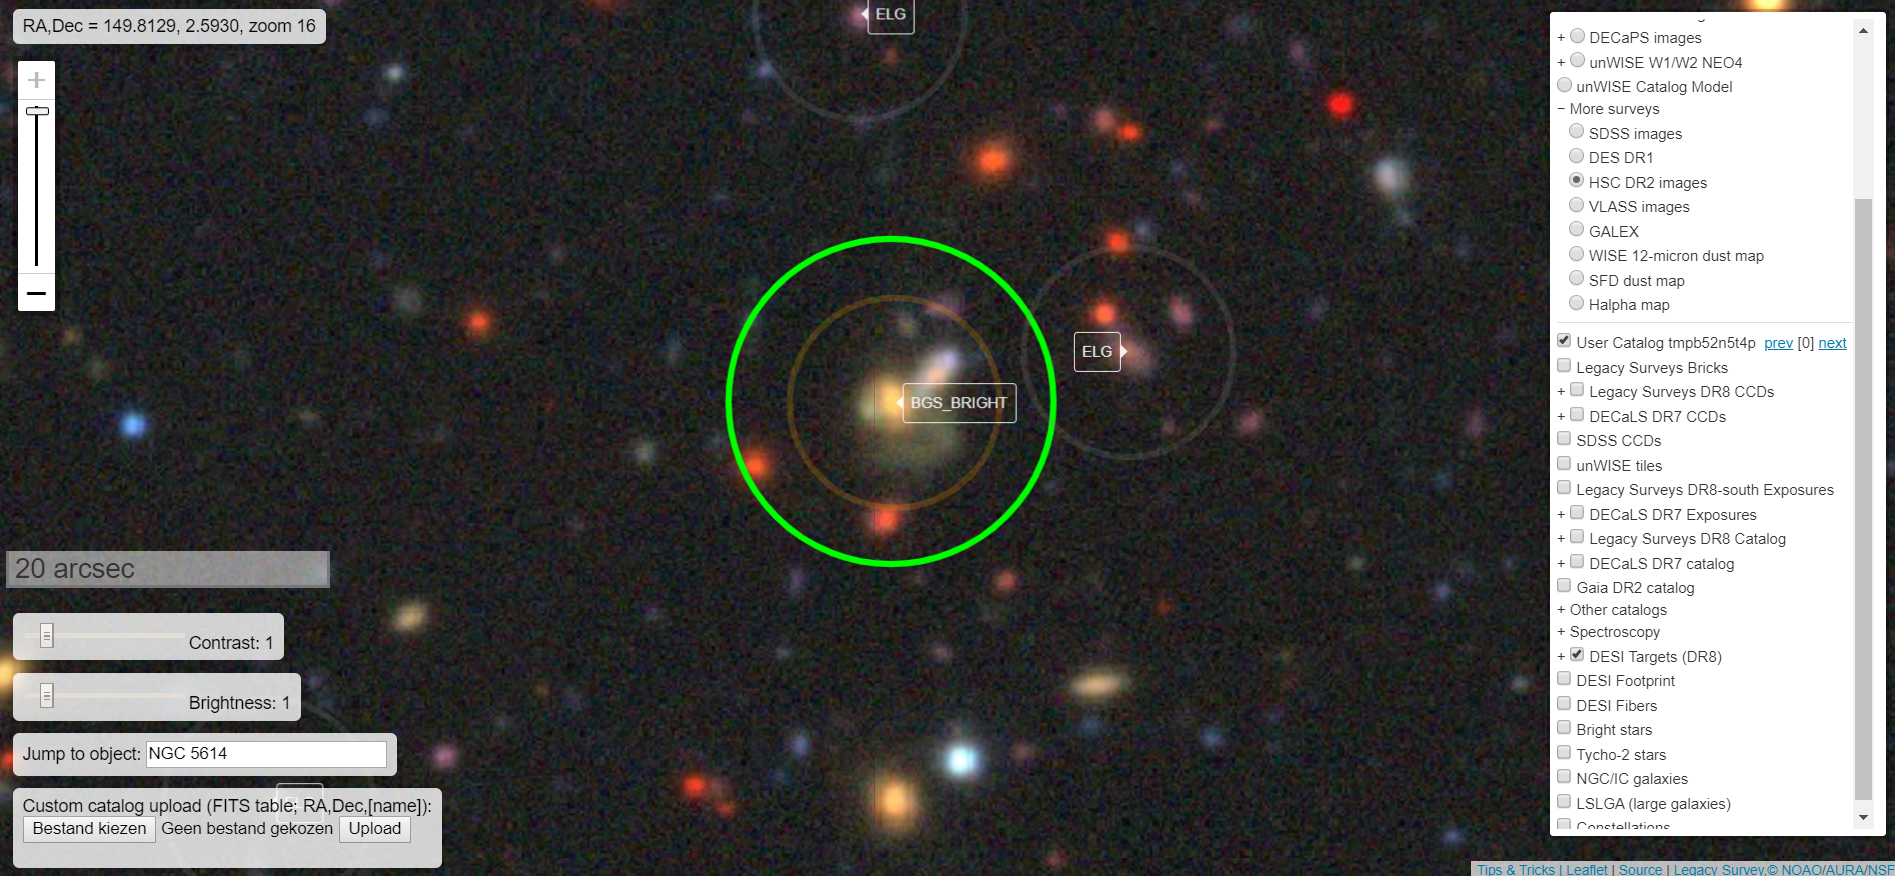 RA,Dec = 149.8129, 2.5930, zoom 16
+
−
ELG
ELG
BGS_BRIGHT
20 arcsec
Contrast: 1
Brightness: 1
Jump to object: NGC 5614
Custom catalog upload (FITS table; RA,Dec,[name]):
Bestand kiezen Geen bestand gekozen Upload
+ DECaPS images
+ unWISE W1/W2 NEO4
unWISE Catalog Model
− More surveys
SDSS images
DES DR1
HSC DR2 images
VLASS images
GALEX
WISE 12-micron dust map
SFD dust map
Halpha map
User Catalog tmpb52n5t4p prev [0] next
Legacy Surveys Bricks
+ Legacy Surveys DR8 CCDs
+ DECaLS DR7 CCDs
SDSS CCDs
unWISE tiles
Legacy Surveys DR8-south Exposures
+ DECaLS DR7 Exposures
+ Legacy Surveys DR8 Catalog
+ DECaLS DR7 catalog
Gaia DR2 catalog
+ Other catalogs
+ Spectroscopy
+ DESI Targets (DR8)
DESI Footprint
DESI Fibers
Bright stars
Tycho-2 stars
NGC/IC galaxies
LSLGA (large galaxies)
Constellations
Tips & Tricks | Leaflet | Source | Legacy Survey,© NOAO/AURA/NSF